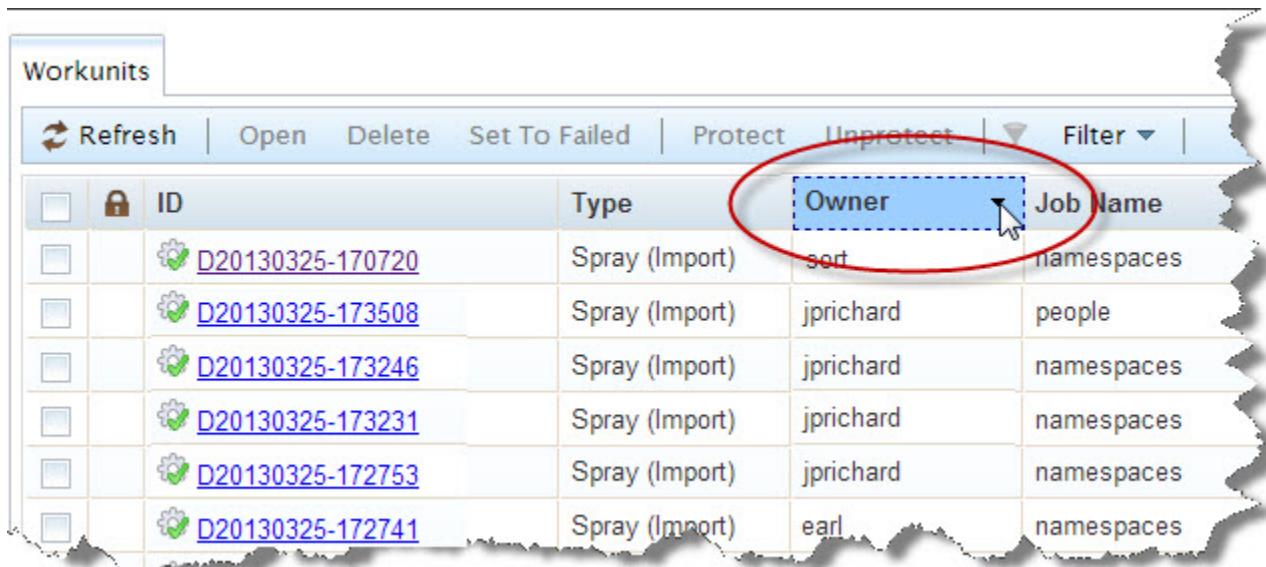 Workunits
Refresh Open Delete Set To Failed Protect Unprotect Filter
ID Type Owner Job Name
D20130325-170720 Spray (Import) sort namespaces
D20130325-173508 Spray (Import) jprichard people
D20130325-173246 Spray (Import) jprichard namespaces
D20130325-173231 Spray (Import) jprichard namespaces
D20130325-172753 Spray (Import) jprichard namespaces
D20130325-172741 Spray (Import) earl namespaces